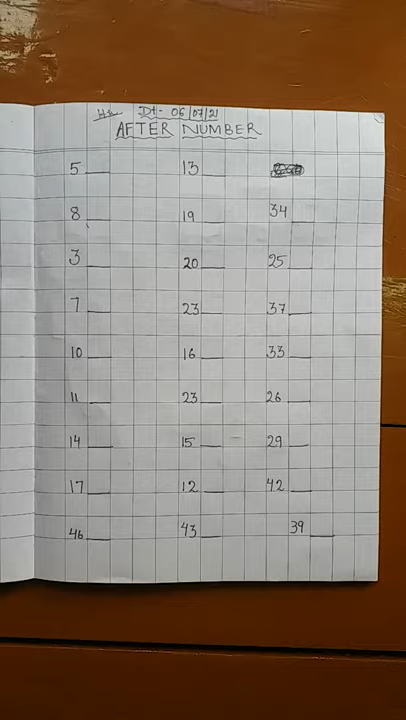 H.W Dt- 06/07/21
AFTER NUMBER
5 __ 13 __
8 __ 19 __ 34 __
3 __ 20 __ 25 __
7 __ 23 __ 37 __
10 __ 16 __ 33 __
11 __ 23 __ 26 __
14 __ 15 __ 29 __
17 __ 12 __ 42 __
46 __ 43 __ 39 __